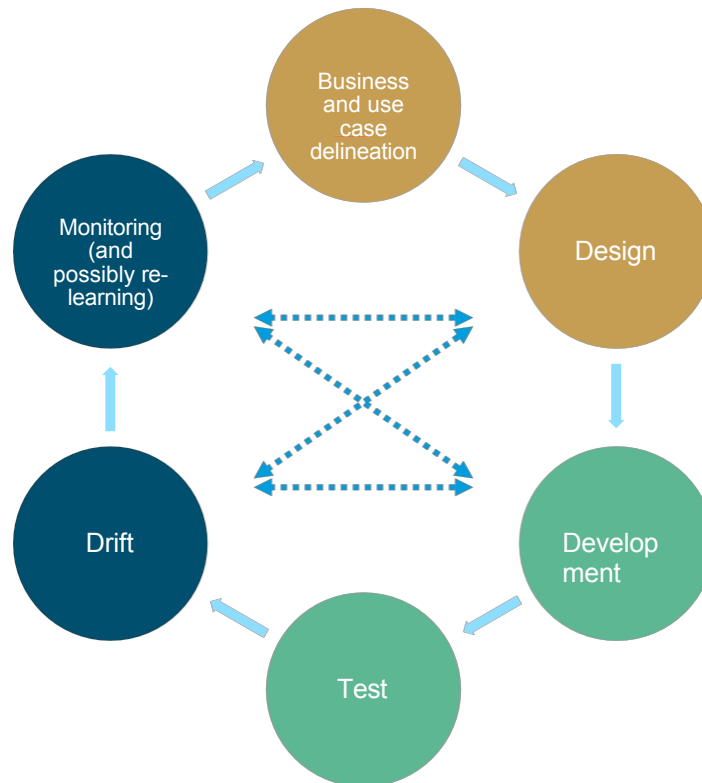 Business
and use
case
delineation
Monitoring
(and
possibly re-
learning)
Design
Drift
Develop
ment
Test